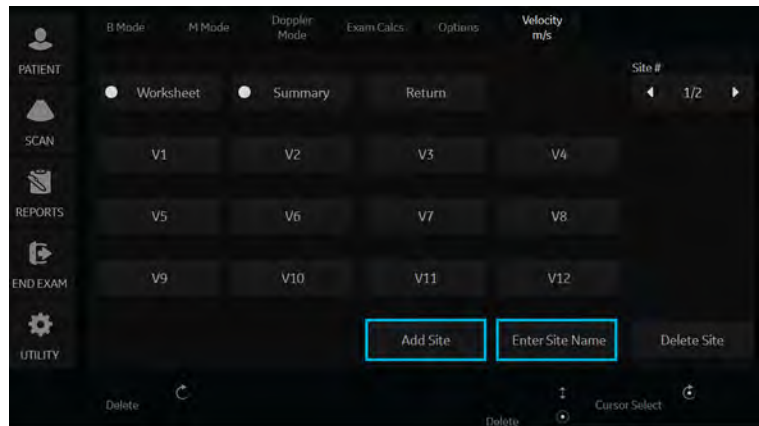 B Mode
M Mode
Doppler
Mode
Exam Calcs
Options
Velocity
m/s
PATIENT
Site #
Worksheet
Summary
Return
1/2
SCAN
V1
V2
V3
V4
REPORTS
V5
V6
V7
V8
END EXAM
V9
V10
V11
V12
UTILITY
Add Site
Enter Site Name
Delete Site
Delete
Delete
Cursor Select